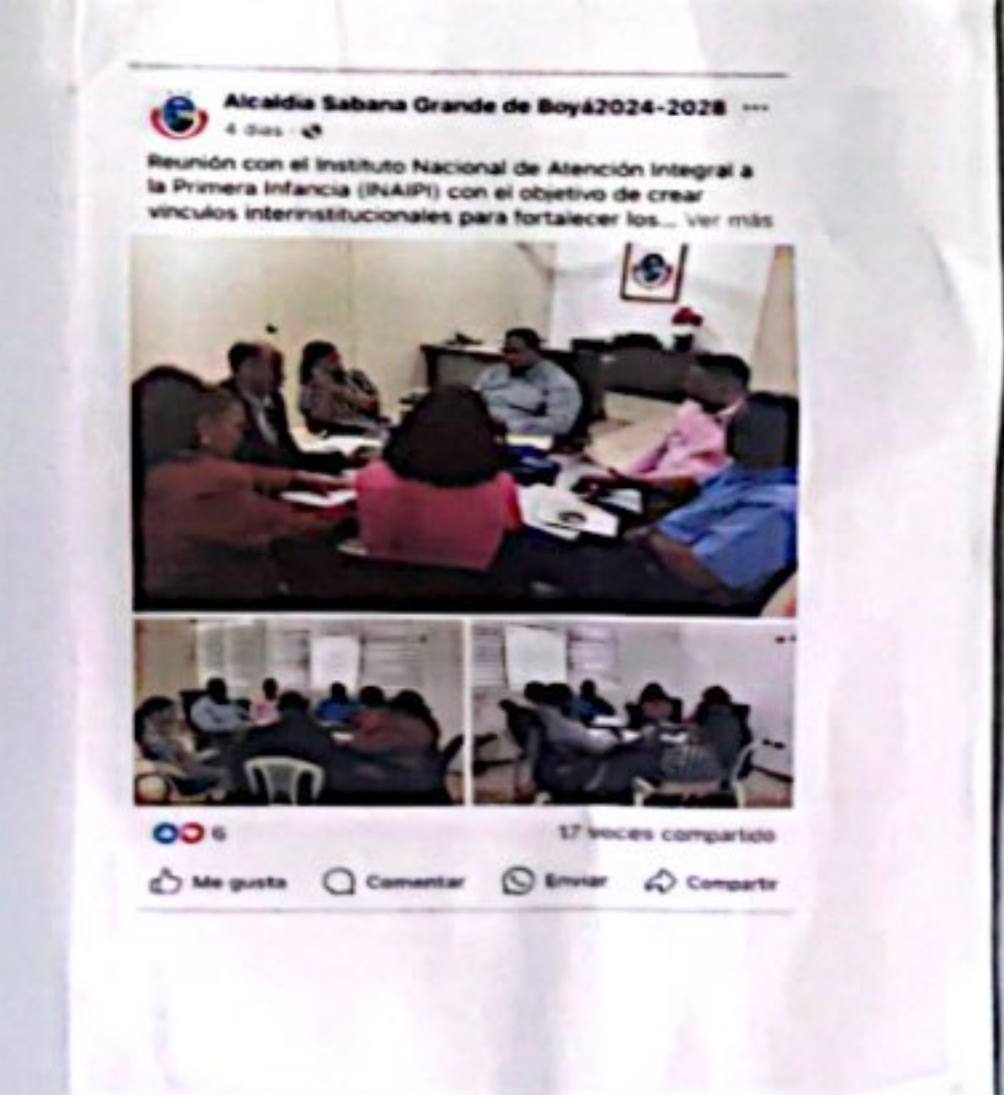 Alcaldia Sabana Grande de Boyá2024-2028 ...
4 días ·
Reunión con el Instituto Nacional de Atención Integral a
la Primera Infancia (INAIPI) con el objetivo de crear
vínculos interinstitucionales para fortalecer los... Ver más
6
17 veces compartido
Me gusta
Comentar
Enviar
Compartir